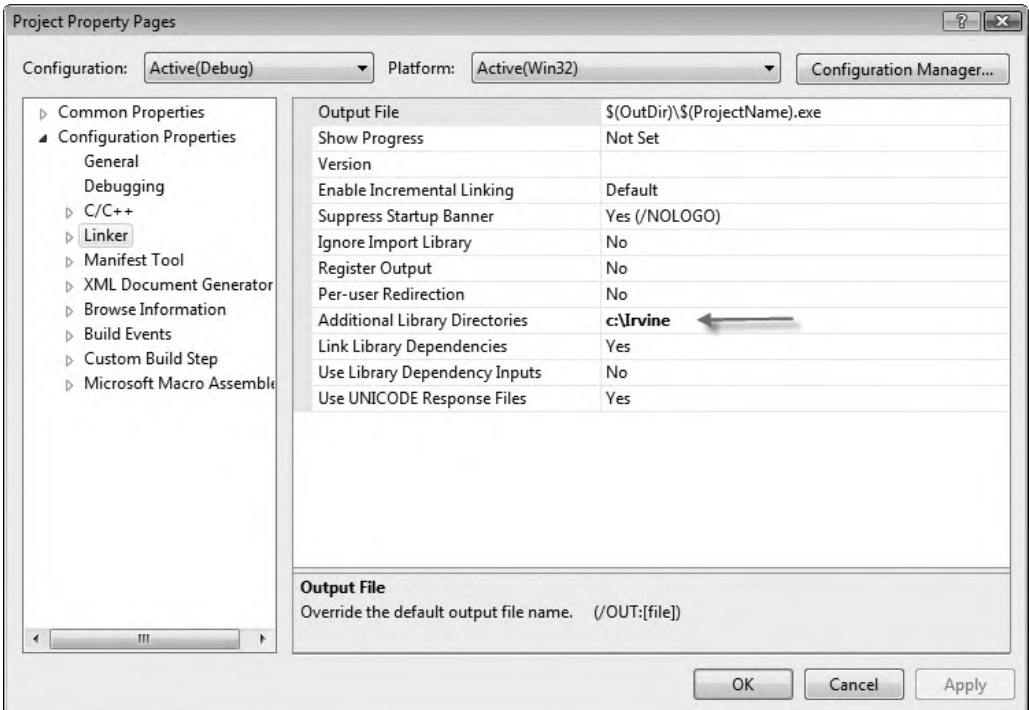 Project Property Pages
Configuration: Active(Debug) Platform: Active(Win32) Configuration Manager...
Common Properties
Configuration Properties
General
Debugging
C/C++
Linker
Manifest Tool
XML Document Generator
Browse Information
Build Events
Custom Build Step
Microsoft Macro Assemble
Output File $(OutDir)\$(ProjectName).exe
Show Progress Not Set
Version
Enable Incremental Linking Default
Suppress Startup Banner Yes (/NOLOGO)
Ignore Import Library No
Register Output No
Per-user Redirection No
Additional Library Directories c:\Irvine
Link Library Dependencies Yes
Use Library Dependency Inputs No
Use UNICODE Response Files Yes
Output File
Override the default output file name. (/OUT:[file])
OK Cancel Apply